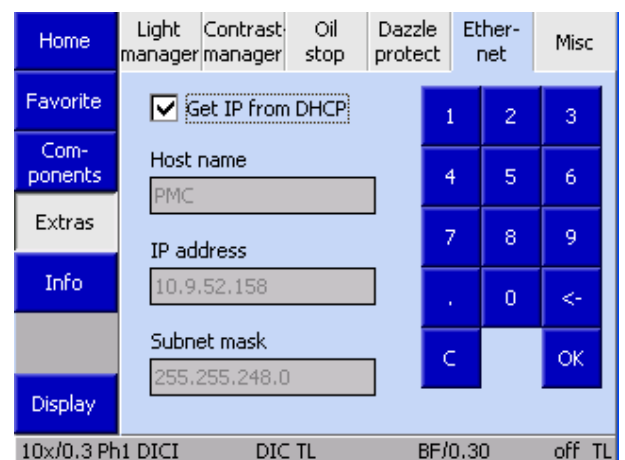 Home
Light manager
Contrast- manager
Oil stop
Dazzle protect
Ether- net
Misc
Favorite
Com- ponents
Extras
Info
Display
Get IP from DHCP
Host name
PMC
IP address
10.9.52.158
Subnet mask
255.255.248.0
1 2 3
4 5 6
7 8 9
. 0 <-
C OK
10x/0.3 Ph1 DICI DIC TL BF/0.30 off TL